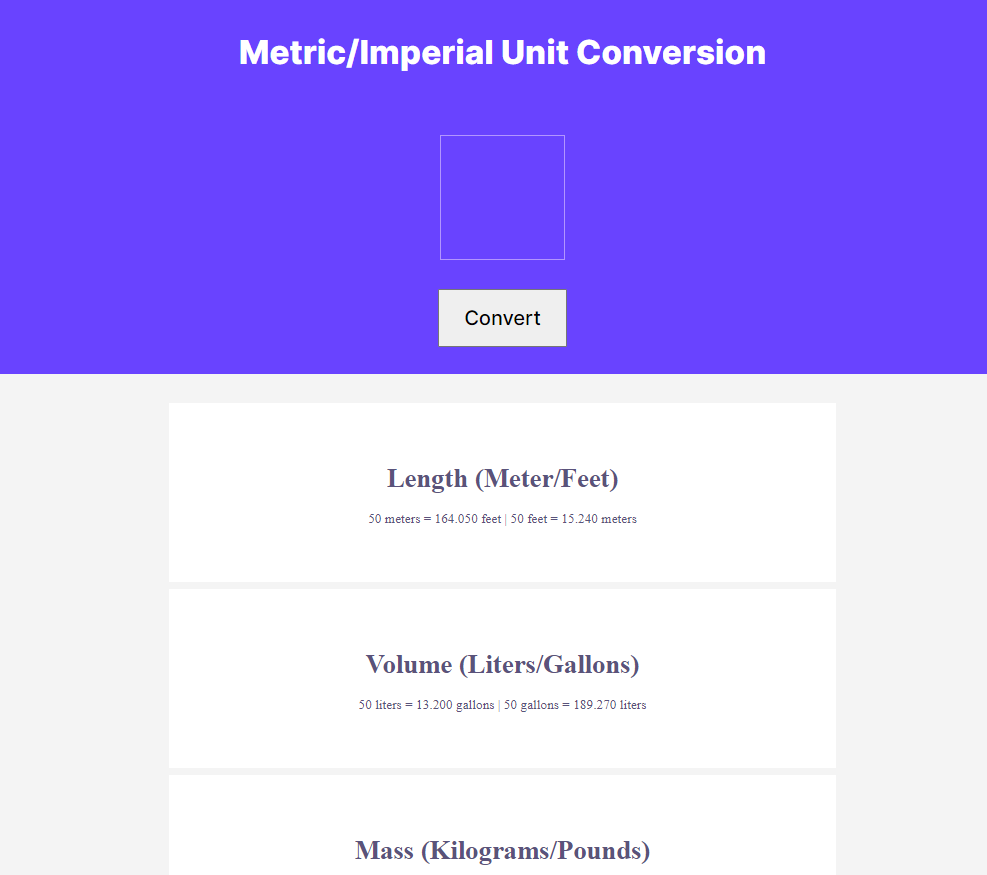 Metric/Imperial Unit Conversion
Convert
Length (Meter/Feet)
50 meters = 164.050 feet | 50 feet = 15.240 meters
Volume (Liters/Gallons)
50 liters = 13.200 gallons | 50 gallons = 189.270 liters
Mass (Kilograms/Pounds)